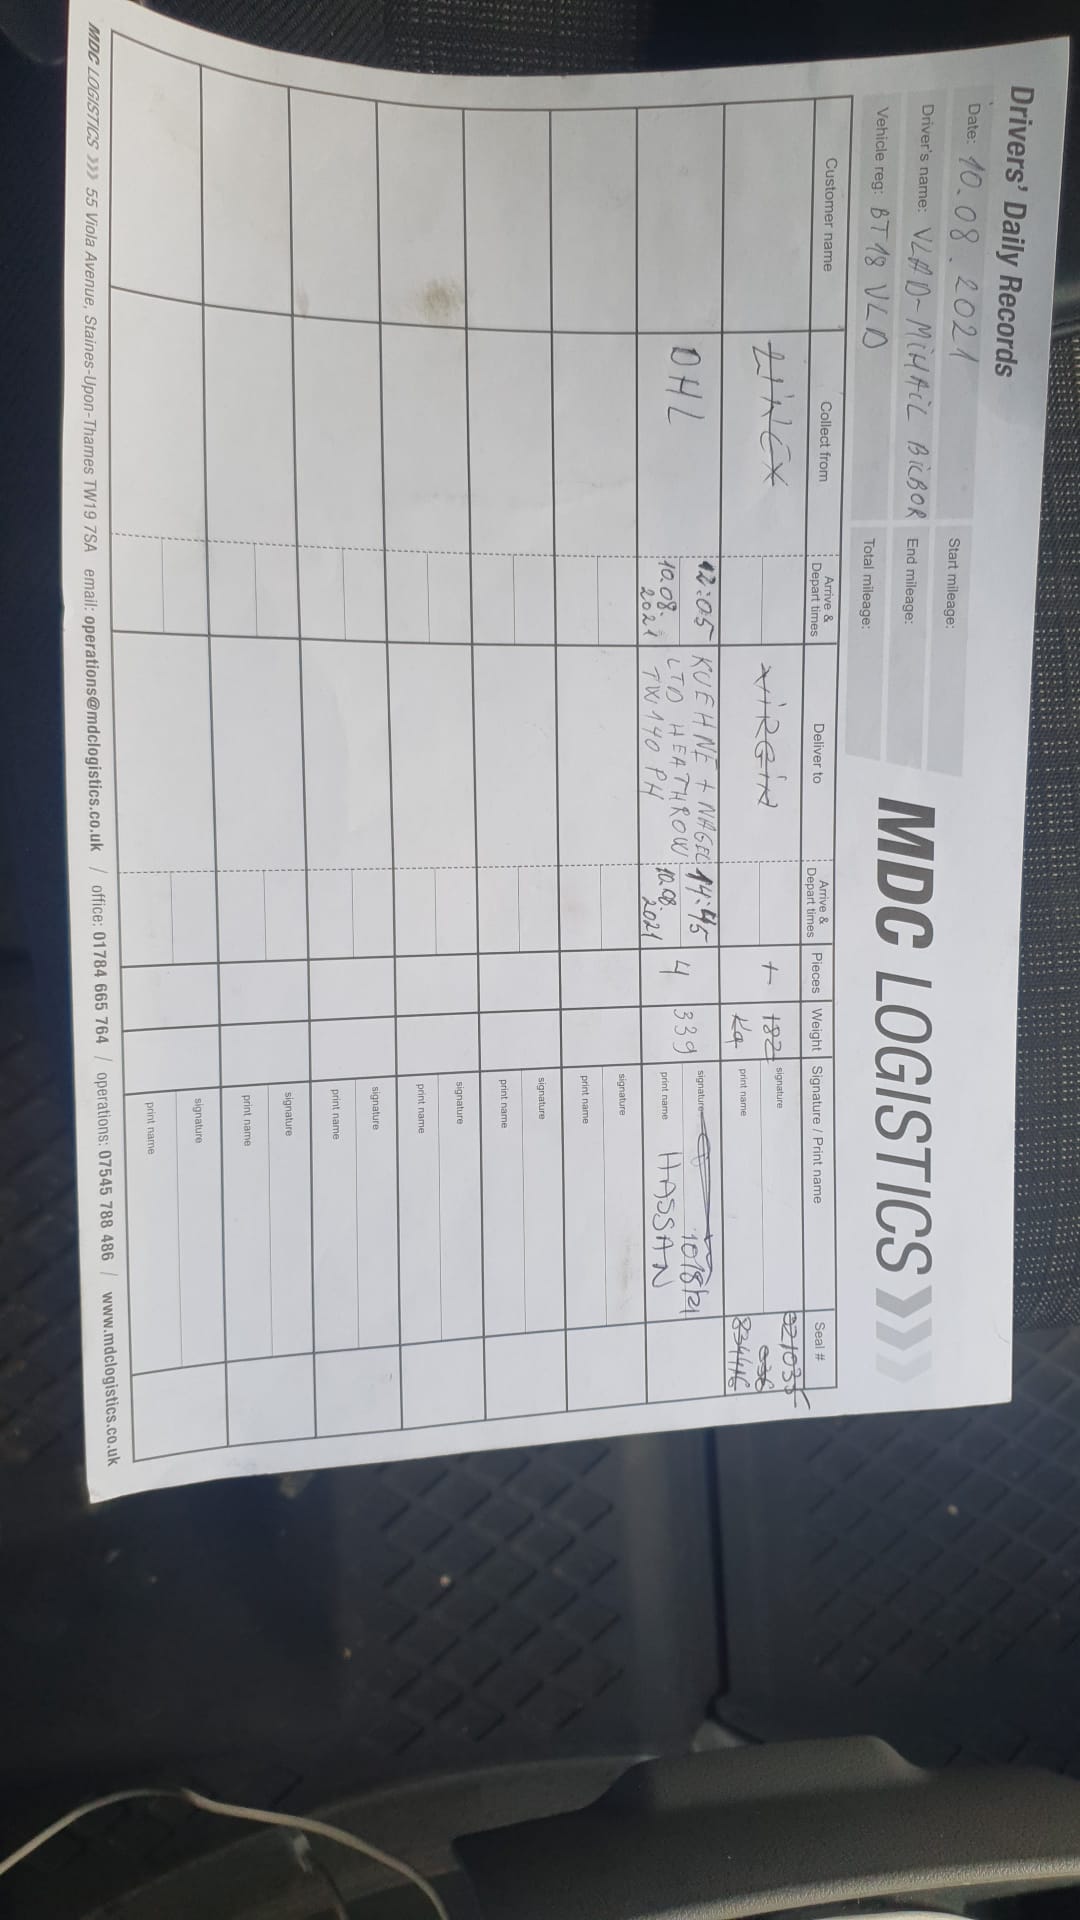 Drivers' Daily Records
MDC LOGISTICS
Date: 10.08.2021
Start mileage:
Driver's name: VLAD-MiHAiL BiLBOR
End mileage:
Vehicle reg: BT18 VLD
Total mileage:
Customer name Collect from Arrive & Depart times Deliver to Arrive & Depart times Pieces Weight Signature / Print name Seal #
LINEX ViRGiN 1 182 Kg signature
print name
021035
036
834416
DHL 12:05 KUEHNE + NAGEL 14:45 4 339 signature 10/8/21
10.08.2021 LTD HEATHROW 10.08.2021 print name HASSAN
TW14 0PH
signature
print name
signature
print name
signature
print name
signature
print name
signature
print name
signature
print name
MDC LOGISTICS >>> 55 Viola Avenue, Staines-Upon-Thames TW19 7SA email: operations@mdclogistics.co.uk / office: 01784 665 764 / operations: 07545 788 486 / www.mdclogistics.co.uk